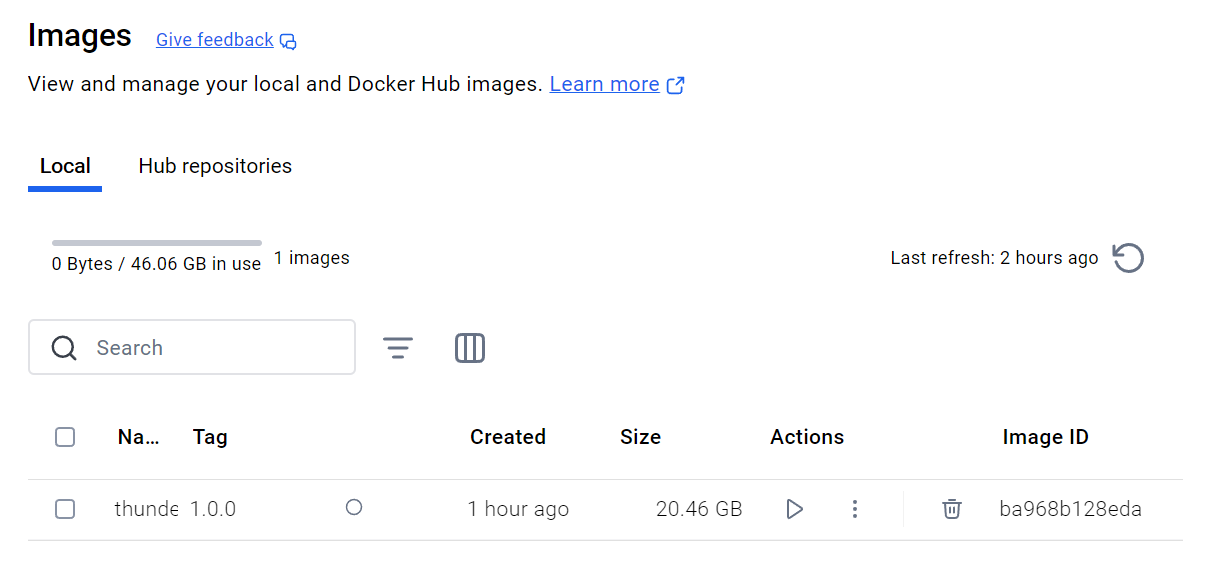 Images Give feedback
View and manage your local and Docker Hub images. Learn more
Local Hub repositories
0 Bytes / 46.06 GB in use 1 images Last refresh: 2 hours ago
Search
Na... Tag Created Size Actions Image ID
thunde 1.0.0 1 hour ago 20.46 GB ba968b128eda